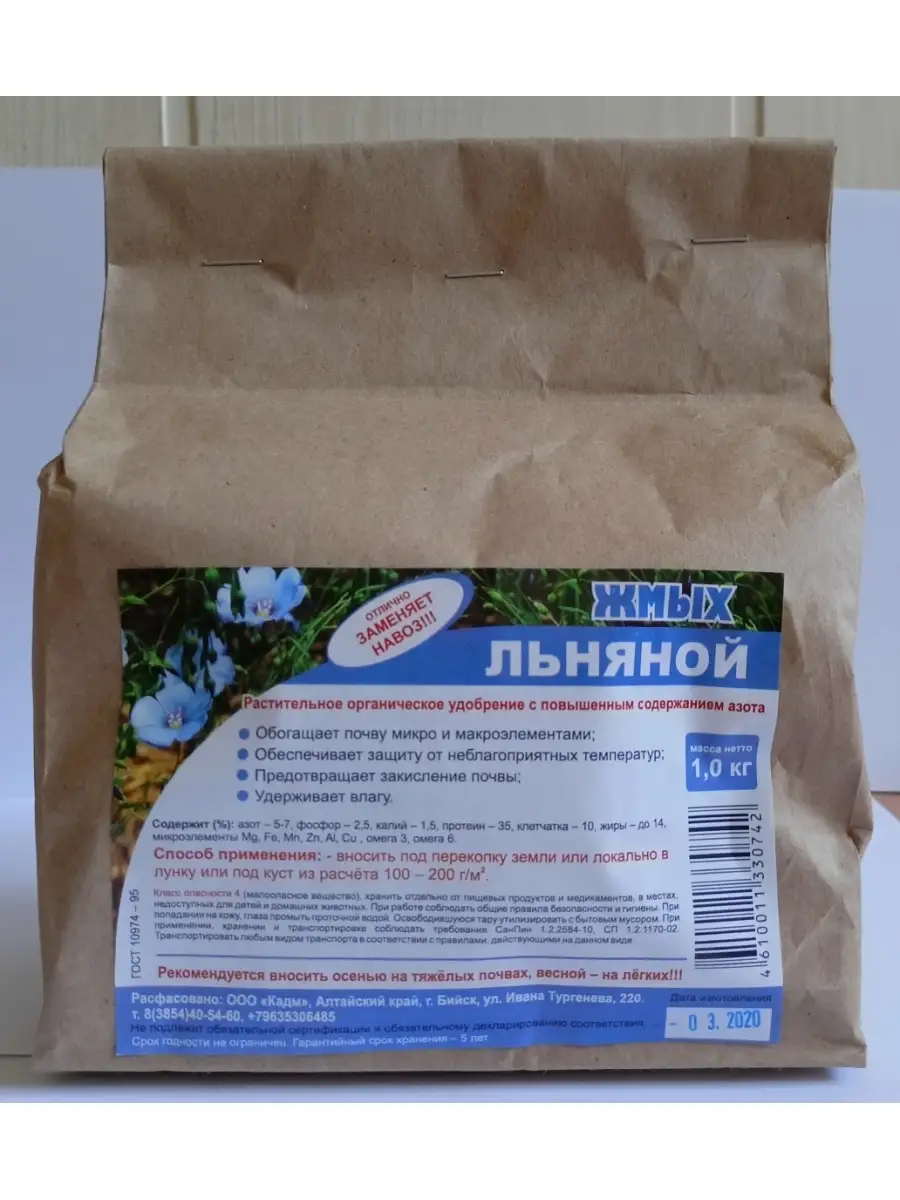 ОТЛИЧНО
ЗАМЕНЯЕТ
НАВОЗ!!!
ЖМЫХ
ЛЬНЯНОЙ
Растительное органическое удобрение с повышенным содержанием азота
Обогащает почву микро и макроэлементами;
Обеспечивает защиту от неблагоприятных температур;
Предотвращает закисление почвы;
Удерживает влагу.
масса нетто
1,0 кг
Содержит (%): азот – 5-7, фосфор – 2,5, калий – 1,5, протеин – 35, клетчатка – 10, жиры – до 14,
микроэлементы Mg, Fe, Mn, Zn, Al, Cu , омега 3, омега 6.
Способ применения: - вносить под перекопку земли или локально в
лунку или под куст из расчёта 100 – 200 г/м².
Класс опасности 4 (малоопасное вещество), хранить отдельно от пищевых продуктов и медикаментов, в местах,
недоступных для детей и домашних животных. При работе соблюдать общие правила безопасности и гигиены. При
попадании на кожу, глаза промыть проточной водой. Освободившуюся тару утилизировать с бытовым мусором. При
применении, хранении и транспортировке соблюдать требования СанПин 1.2.2584-10, СП 1.2.1170-02.
Транспортировать любым видом транспорта в соответствии с правилами, действующими на данном виде
ГОСТ 10974 – 95
4 610011 330742
Рекомендуется вносить осенью на тяжёлых почвах, весной – на лёгких!!!
Расфасовано: ООО «Кадм», Алтайский край, г. Бийск, ул. Ивана Тургенева, 220.
т. 8(3854)40-54-60, +79635306485
Не подлежит обязательной сертификации и обязательному декларированию соответствия
Срок годности не ограничен. Гарантийный срок хранения – 5 лет
Дата изготовления
- 0 3. 2020